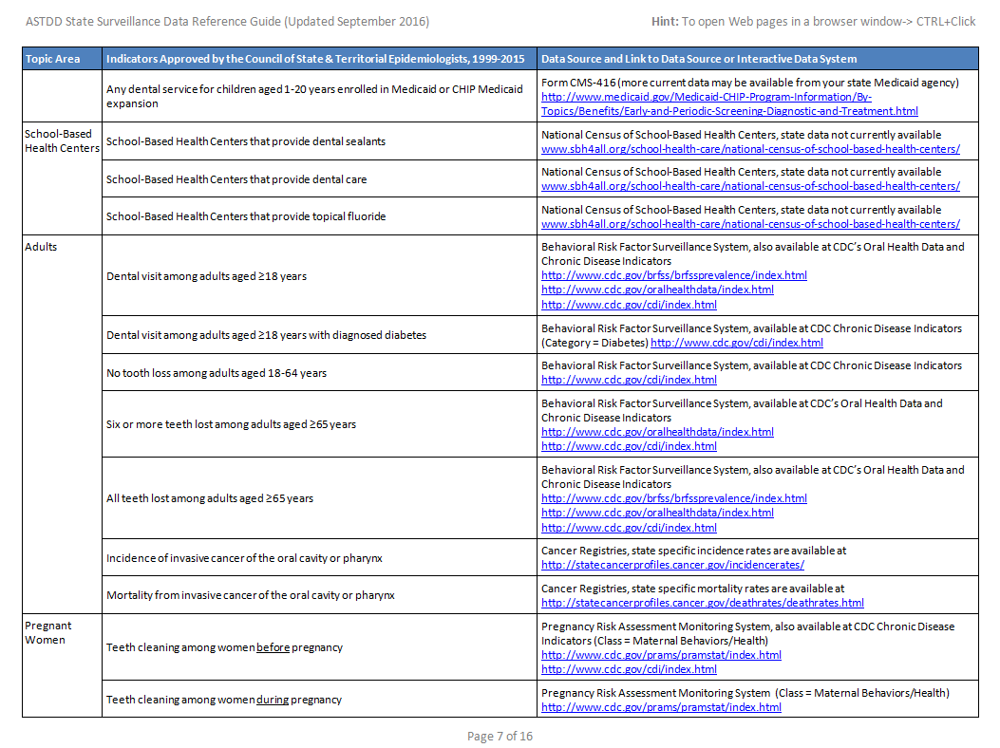 ASTDD State Surveillance Data Reference Guide (Updated September 2016)
Hint: To open Web pages in a browser window-> CTRL+Click
Topic Area
Indicators Approved by the Council of State & Territorial Epidemiologists, 1999-2015
Data Source and Link to Data Source or Interactive Data System
Any dental service for children aged 1-20 years enrolled in Medicaid or CHIP Medicaid
expansion
Form CMS-416 (more current data may be available from your state Medicaid agency)
http://www.medicaid.gov/Medicaid-CHIP-Program-Information/By-
Topics/Benefits/Early-and-Periodic-Screening-Diagnostic-and-Treatment.html
School-Based
Health Centers
School-Based Health Centers that provide dental sealants
National Census of School-Based Health Centers, state data not currently available
www.sbh4all.org/school-health-care/national-census-of-school-based-health-centers/
School-Based Health Centers that provide dental care
National Census of School-Based Health Centers, state data not currently available
www.sbh4all.org/school-health-care/national-census-of-school-based-health-centers/
School-Based Health Centers that provide topical fluoride
National Census of School-Based Health Centers, state data not currently available
www.sbh4all.org/school-health-care/national-census-of-school-based-health-centers/
Adults
Dental visit among adults aged ≥18 years
Behavioral Risk Factor Surveillance System, also available at CDC's Oral Health Data and
Chronic Disease Indicators
http://www.cdc.gov/brfss/brfssprevalence/index.html
http://www.cdc.gov/oralhealthdata/index.html
http://www.cdc.gov/cdi/index.html
Dental visit among adults aged ≥18 years with diagnosed diabetes
Behavioral Risk Factor Surveillance System, available at CDC Chronic Disease Indicators
(Category = Diabetes) http://www.cdc.gov/cdi/index.html
No tooth loss among adults aged 18-64 years
Behavioral Risk Factor Surveillance System, available at CDC Chronic Disease Indicators
http://www.cdc.gov/cdi/index.html
Six or more teeth lost among adults aged ≥65 years
Behavioral Risk Factor Surveillance System, available at CDC's Oral Health Data and
Chronic Disease Indicators
http://www.cdc.gov/oralhealthdata/index.html
http://www.cdc.gov/cdi/index.html
All teeth lost among adults aged ≥65 years
Behavioral Risk Factor Surveillance System, also available at CDC's Oral Health Data and
Chronic Disease Indicators
http://www.cdc.gov/brfss/brfssprevalence/index.html
http://www.cdc.gov/oralhealthdata/index.html
http://www.cdc.gov/cdi/index.html
Incidence of invasive cancer of the oral cavity or pharynx
Cancer Registries, state specific incidence rates are available at
http://statecancerprofiles.cancer.gov/incidencerates/
Mortality from invasive cancer of the oral cavity or pharynx
Cancer Registries, state specific mortality rates are available at
http://statecancerprofiles.cancer.gov/deathrates/deathrates.html
Pregnant
Women
Teeth cleaning among women before pregnancy
Pregnancy Risk Assessment Monitoring System, also available at CDC Chronic Disease
Indicators (Class = Maternal Behaviors/Health)
http://www.cdc.gov/prams/pramstat/index.html
http://www.cdc.gov/cdi/index.html
Teeth cleaning among women during pregnancy
Pregnancy Risk Assessment Monitoring System (Class = Maternal Behaviors/Health)
http://www.cdc.gov/prams/pramstat/index.html
Page 7 of 16